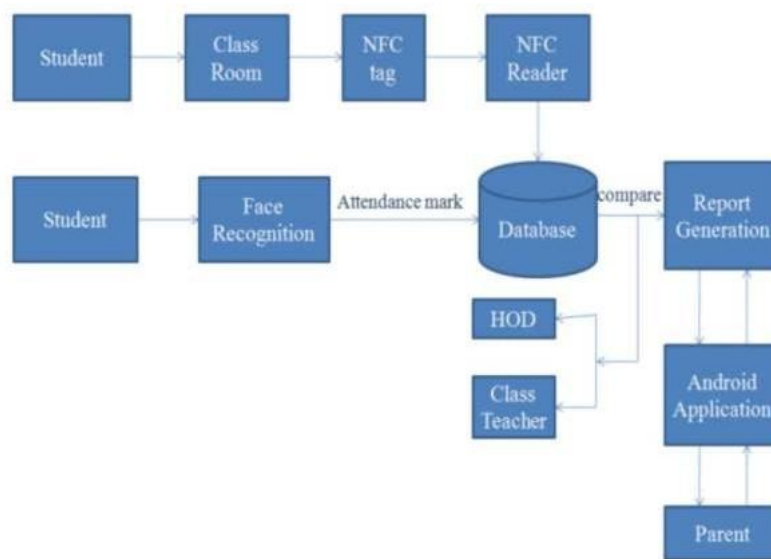 Student
Class
Room
NFC
tag
NFC
Reader
Student
Face
Recognition
Attendance mark
Database
compare
Report
Generation
HOD
Class
Teacher
Android
Application
Parent